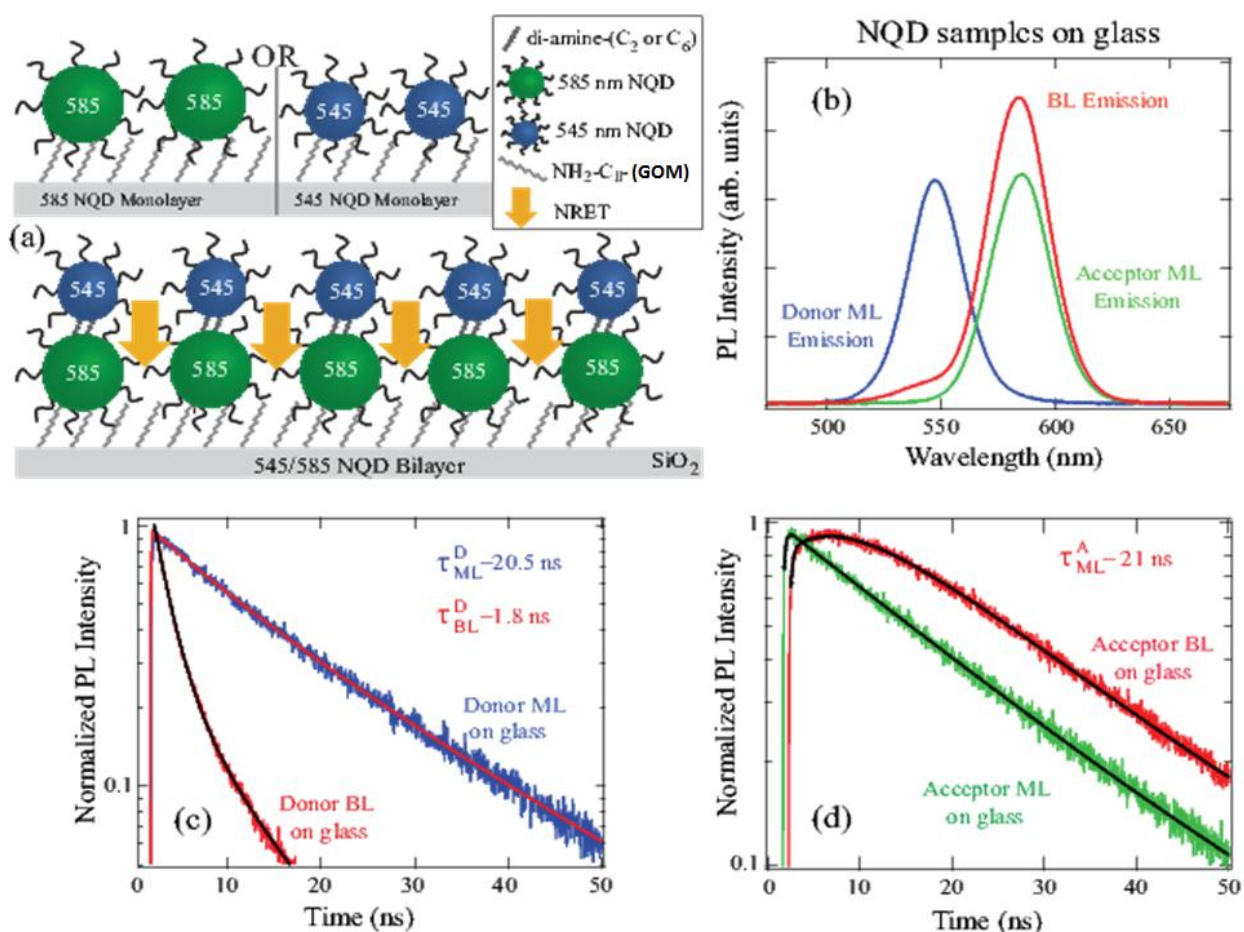 585
585
OR
545
545
585 NQD Monolayer
545 NQD Monolayer
di-amine-(C₂ or C₆)
585
585 nm NQD
545
545 nm NQD
NH₂-C₁₁-(GOM)
NRET
(a)
545
545
545
545
545
585
585
585
585
585
545/585 NQD Bilayer
SiO₂
NQD samples on glass
(b)
BL Emission
Donor ML
Emission
Acceptor ML
Emission
PL Intensity (arb. units)
500
550
600
650
Wavelength (nm)
1
0.1
Normalized PL Intensity
τᴰ_ML–20.5 ns
τᴰ_BL–1.8 ns
Donor ML
on glass
Donor BL
on glass
(c)
0
10
20
30
40
50
Time (ns)
1
0.1
Normalized PL Intensity
τᴬ_ML–21 ns
Acceptor BL
on glass
Acceptor ML
on glass
(d)
0
10
20
30
40
50
Time (ns)